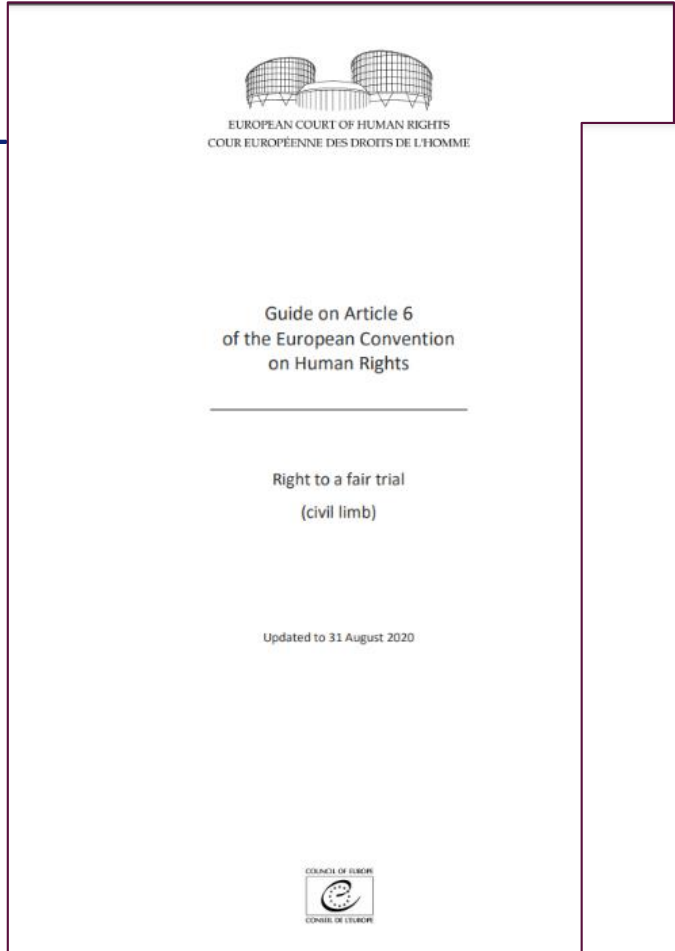 EUROPEAN COURT OF HUMAN RIGHTS
COUR EUROPÉENNE DES DROITS DE L'HOMME
Guide on Article 6
of the European Convention
on Human Rights
Right to a fair trial
(civil limb)
Updated to 31 August 2020
COUNCIL OF EUROPE
CONSEIL DE L'EUROPE